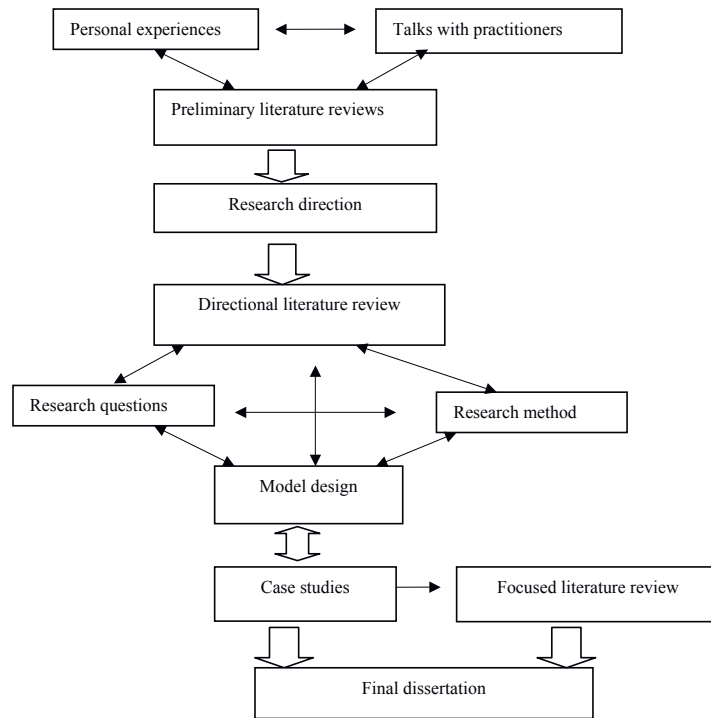 Personal experiences
Talks with practitioners
Preliminary literature reviews
Research direction
Directional literature review
Research questions
Research method
Model design
Case studies
Focused literature review
Final dissertation